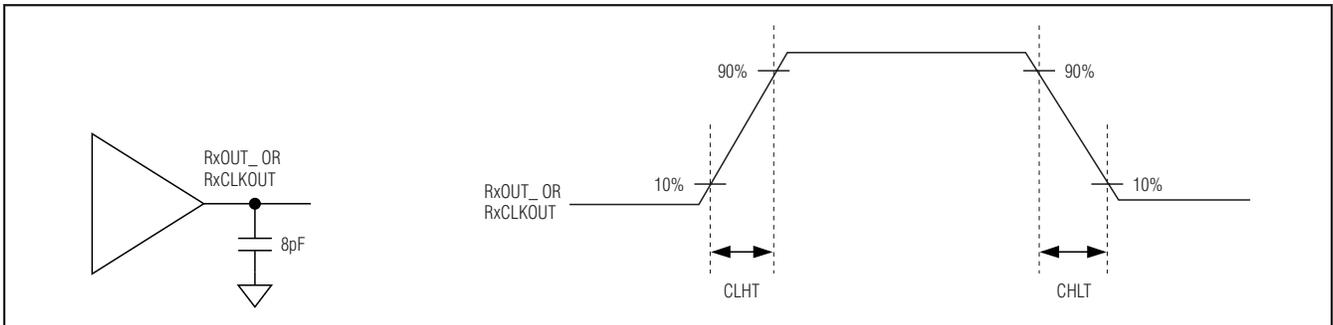 RxOUT_ OR
RxCLKOUT
8pF
RxOUT_ OR
RxCLKOUT
90%
90%
10%
10%
CLHT
CHLT